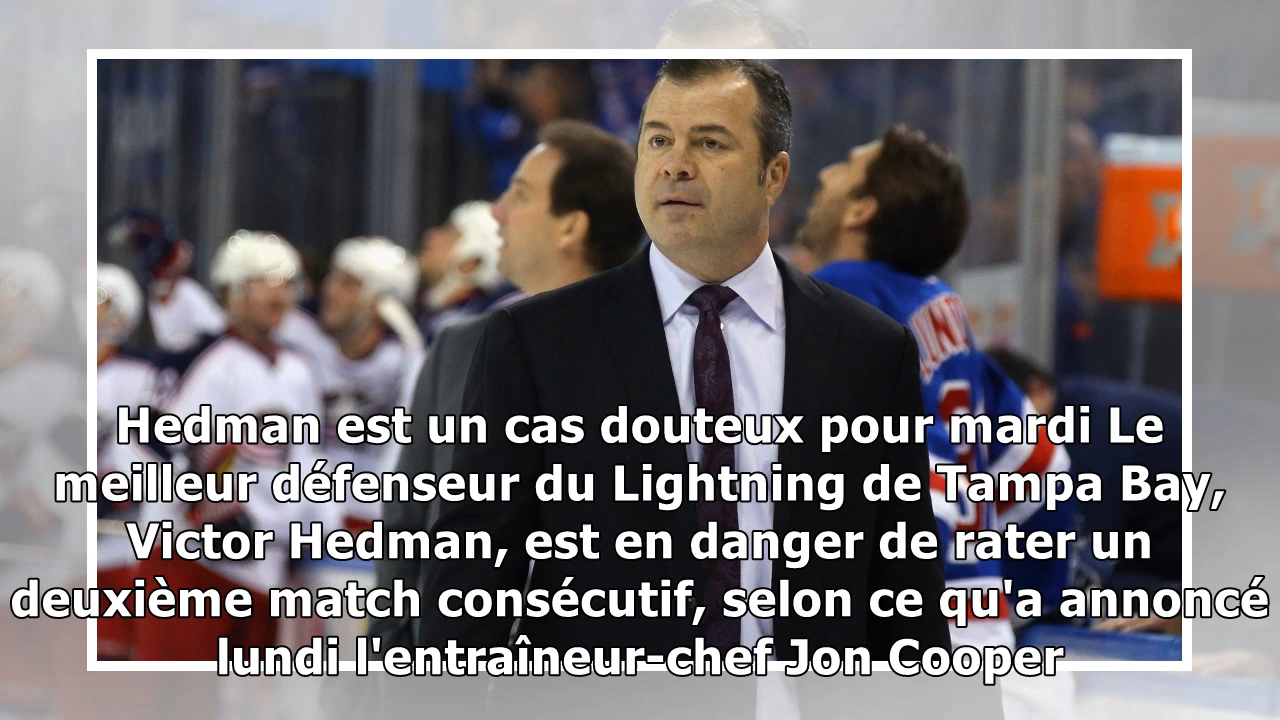 Hedman est un cas douteux pour mardi Le
meilleur défenseur du Lightning de Tampa Bay,
Victor Hedman, est en danger de rater un
deuxième match consécutif, selon ce qu'a annoncé
lundi l'entraîneur-chef Jon Cooper